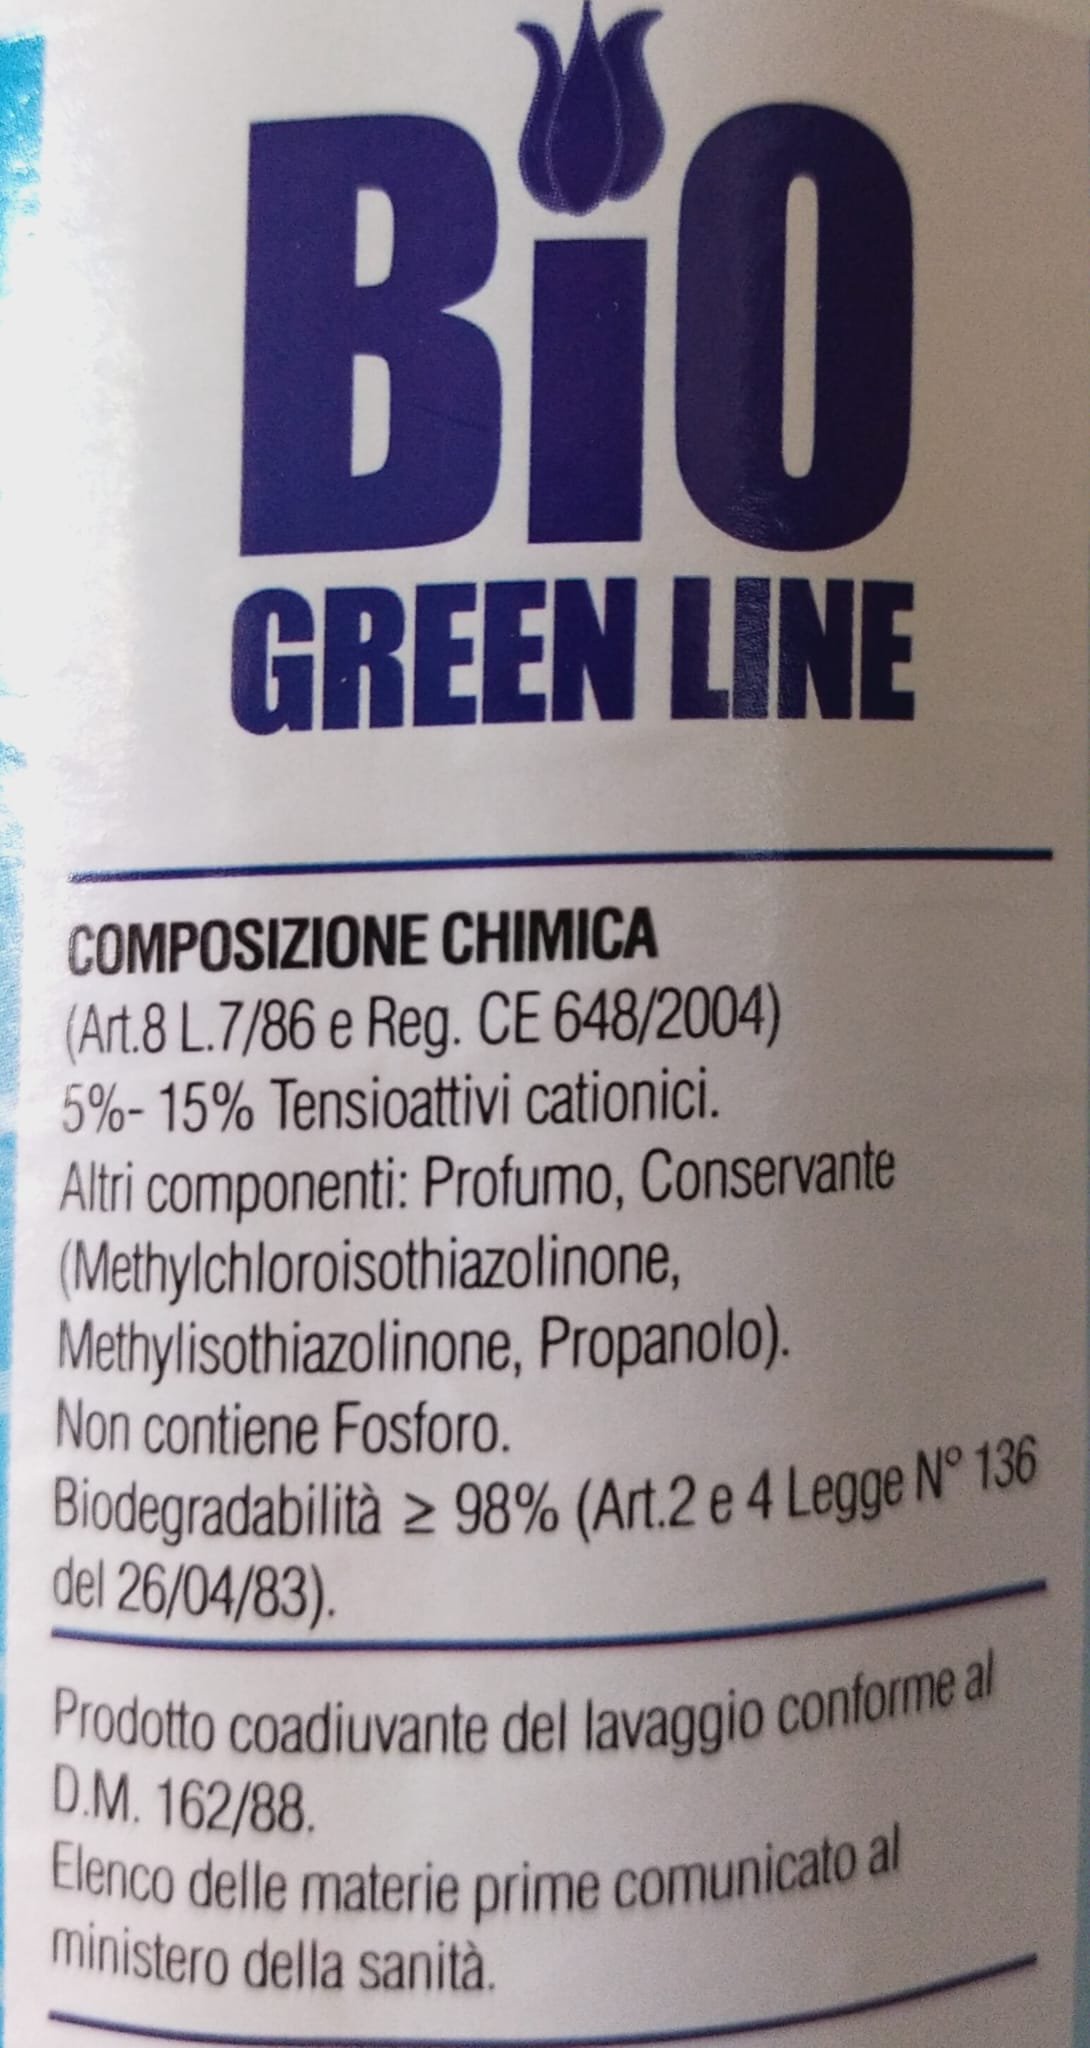 BiO
GREEN LINE
COMPOSIZIONE CHIMICA
(Art.8 L.7/86 e Reg. CE 648/2004)
5%- 15% Tensioattivi cationici.
Altri componenti: Profumo, Conservante
(Methylchloroisothiazolinone,
Methylisothiazolinone, Propanolo).
Non contiene Fosforo.
Biodegradabilità ≥ 98% (Art.2 e 4 Legge N° 136
del 26/04/83).
Prodotto coadiuvante del lavaggio conforme al
D.M. 162/88.
Elenco delle materie prime comunicato al
ministero della sanità.